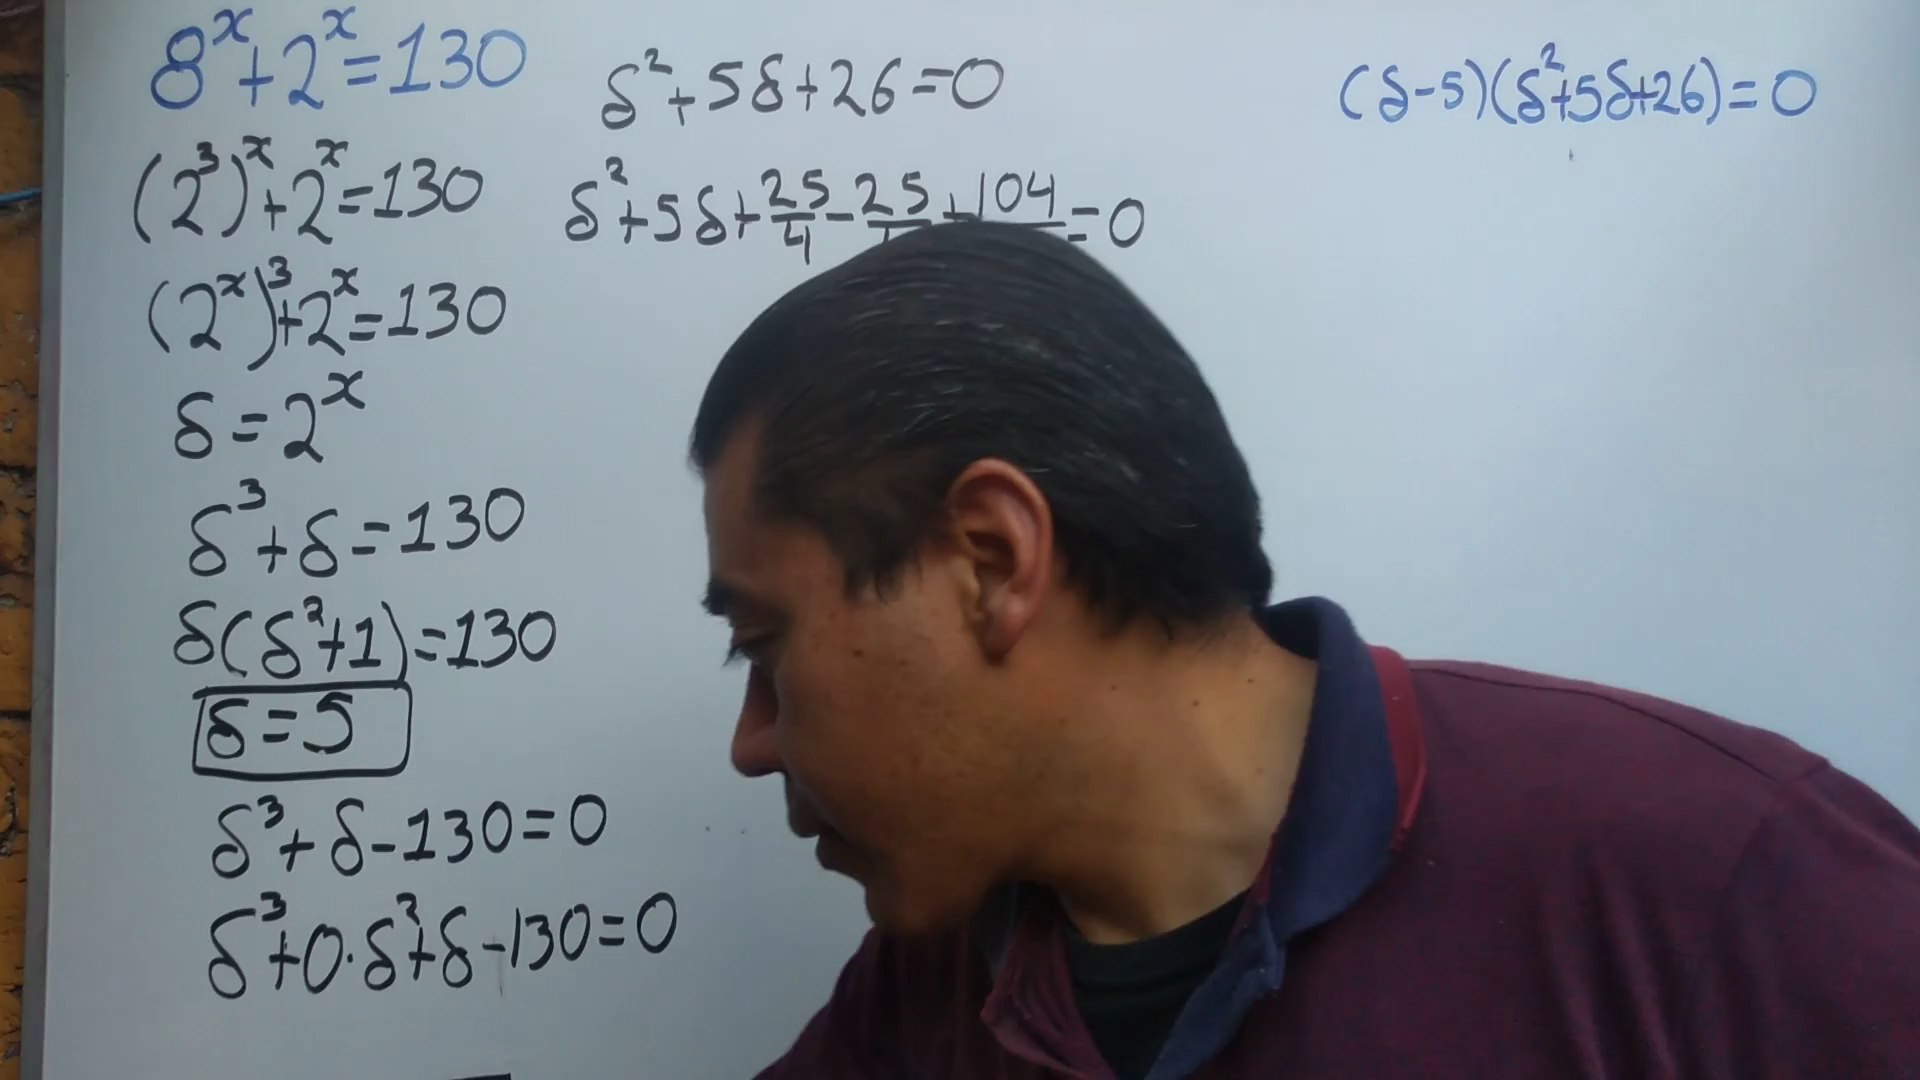 8^x+2^x=130
(2^3)^x+2^x=130
(2^x)^3+2^x=130
δ=2^x
δ^3+δ=130
δ(δ^2+1)=130
δ=5
δ^3+δ-130=0
δ^3+0·δ^2+δ-130=0
δ^2+5δ+26=0
δ^2+5δ+25/4-25/ +104/ =0
(δ-5)(δ^2+5δ+26)=0